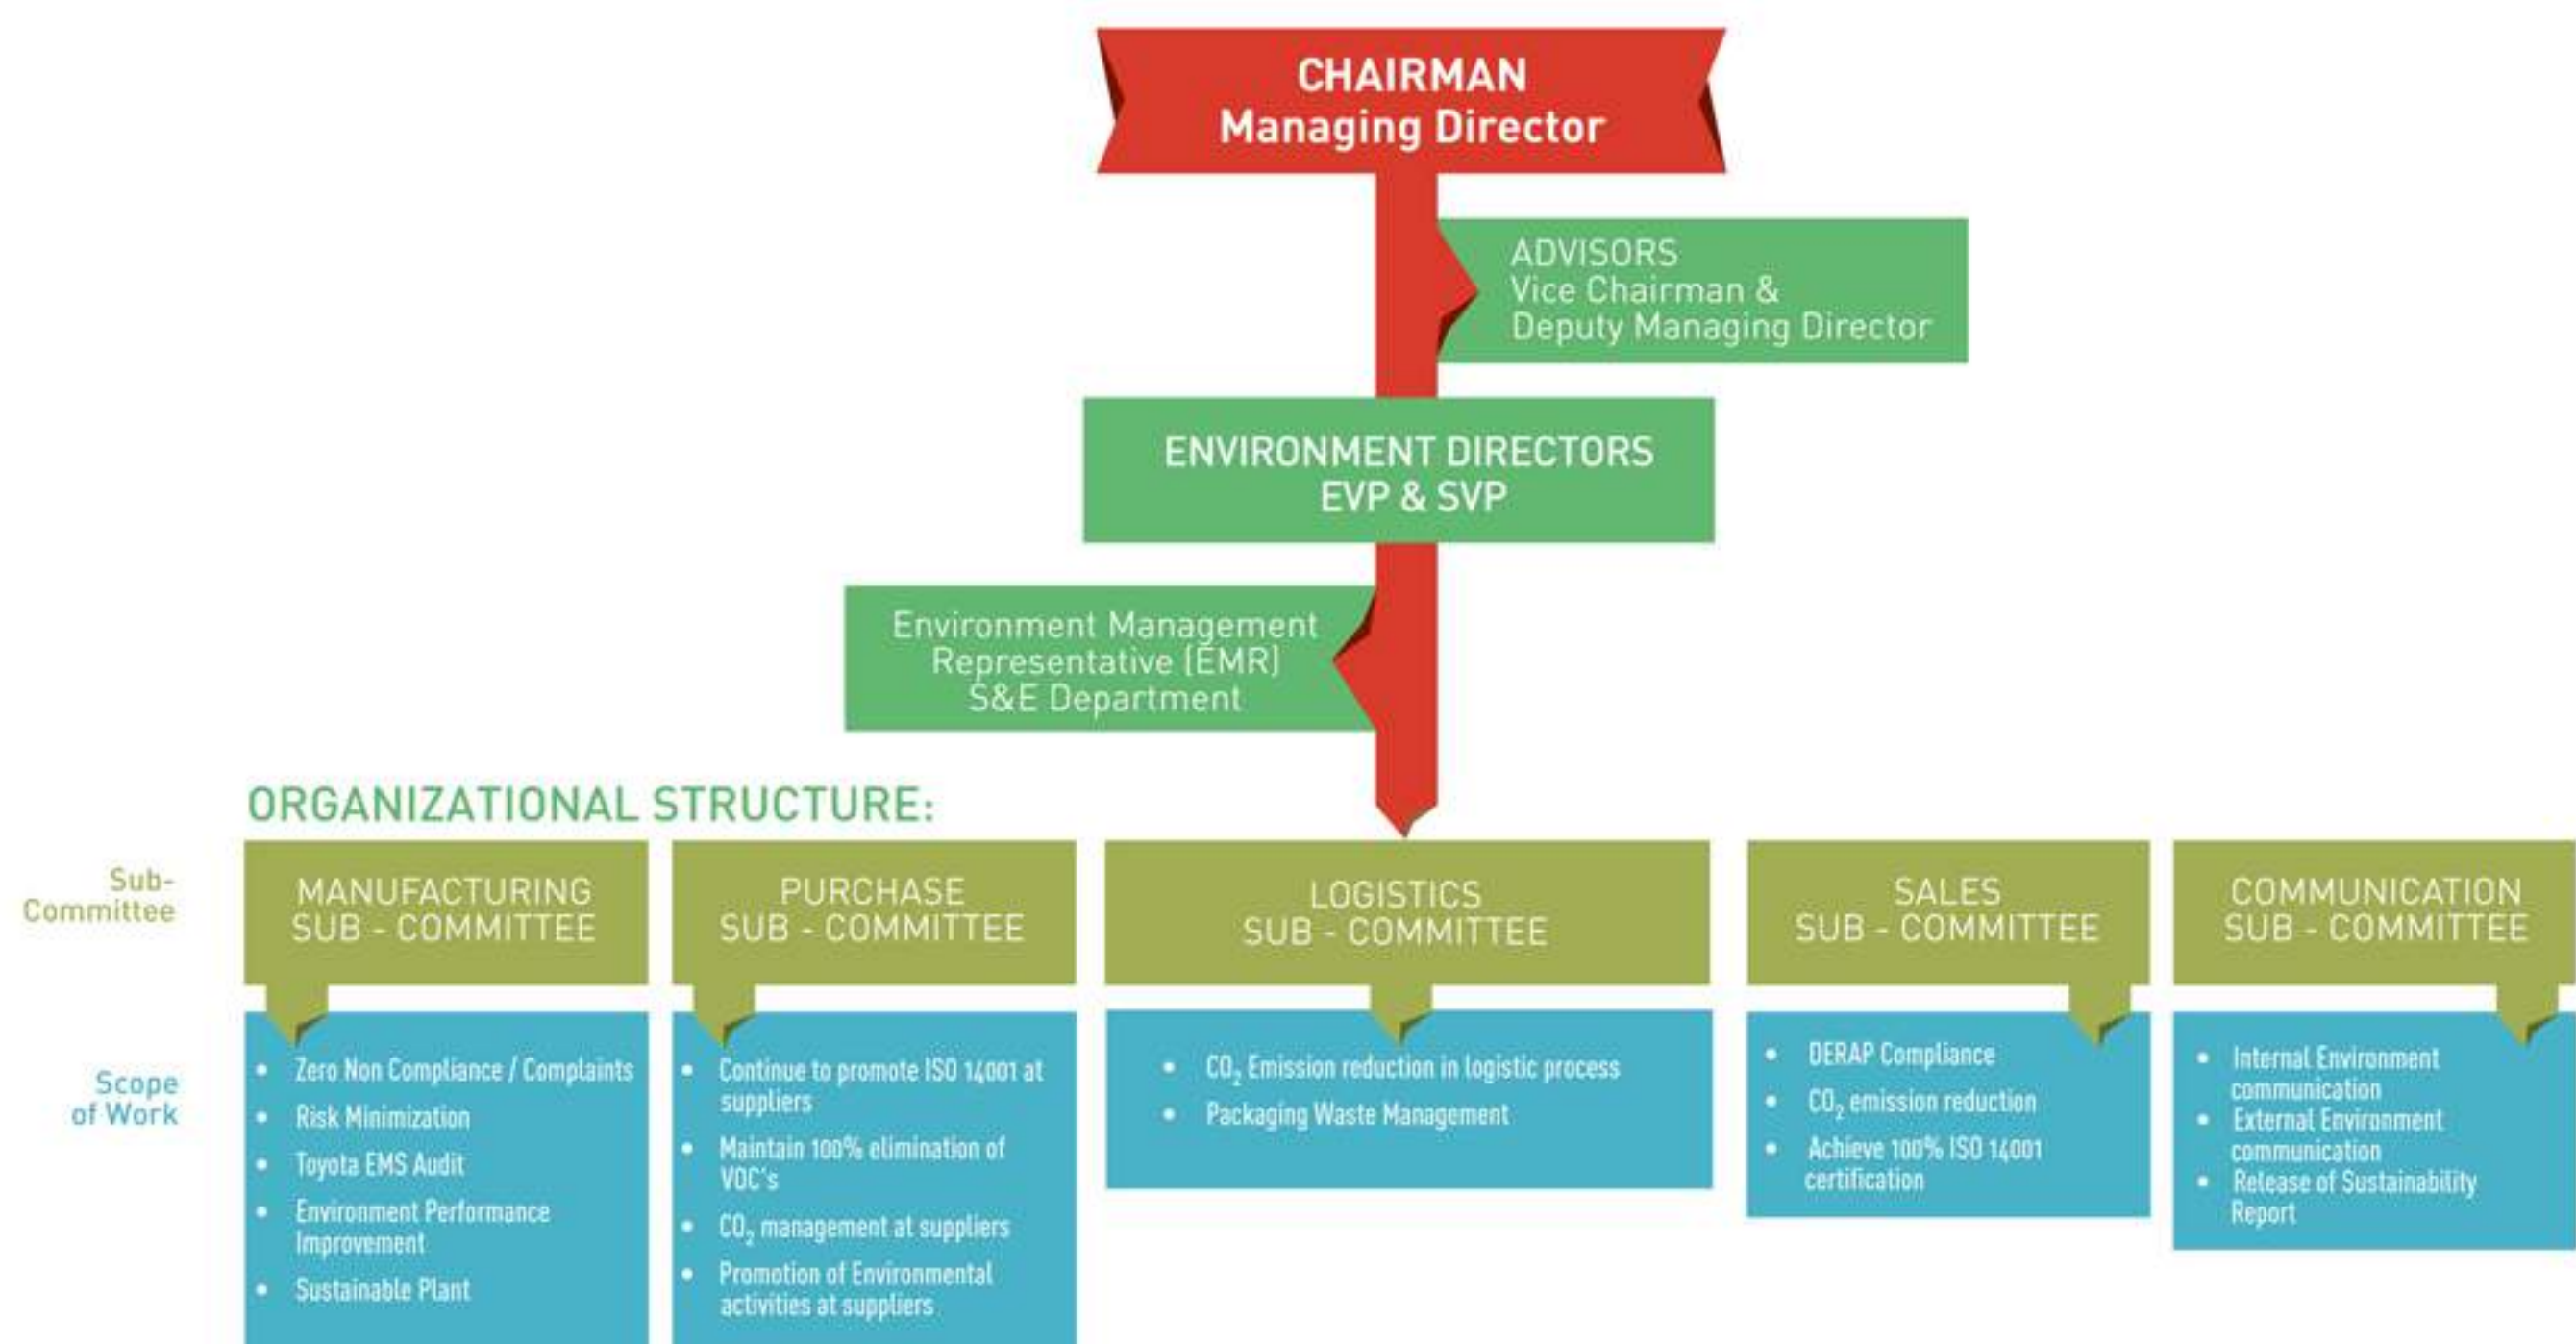 CHAIRMAN
Managing Director
ADVISORS
Vice Chairman &
Deputy Managing Director
ENVIRONMENT DIRECTORS
EVP & SVP
Environment Management
Representative (EMR)
S&E Department
ORGANIZATIONAL STRUCTURE:
Sub-
Committee
MANUFACTURING
SUB - COMMITTEE
PURCHASE
SUB - COMMITTEE
LOGISTICS
SUB - COMMITTEE
SALES
SUB - COMMITTEE
COMMUNICATION
SUB - COMMITTEE
Scope
of Work
• Zero Non Compliance / Complaints
• Risk Minimization
• Toyota EMS Audit
• Environment Performance
Improvement
• Sustainable Plant
• Continue to promote ISO 14001 at
suppliers
• Maintain 100% elimination of
VOC's
• CO₂ management at suppliers
• Promotion of Environmental
activities at suppliers
• CO₂ Emission reduction in logistic process
• Packaging Waste Management
• DERAP Compliance
• CO₂ emission reduction
• Achieve 100% ISO 14001
certification
• Internal Environment
communication
• External Environment
communication
• Release of Sustainability
Report